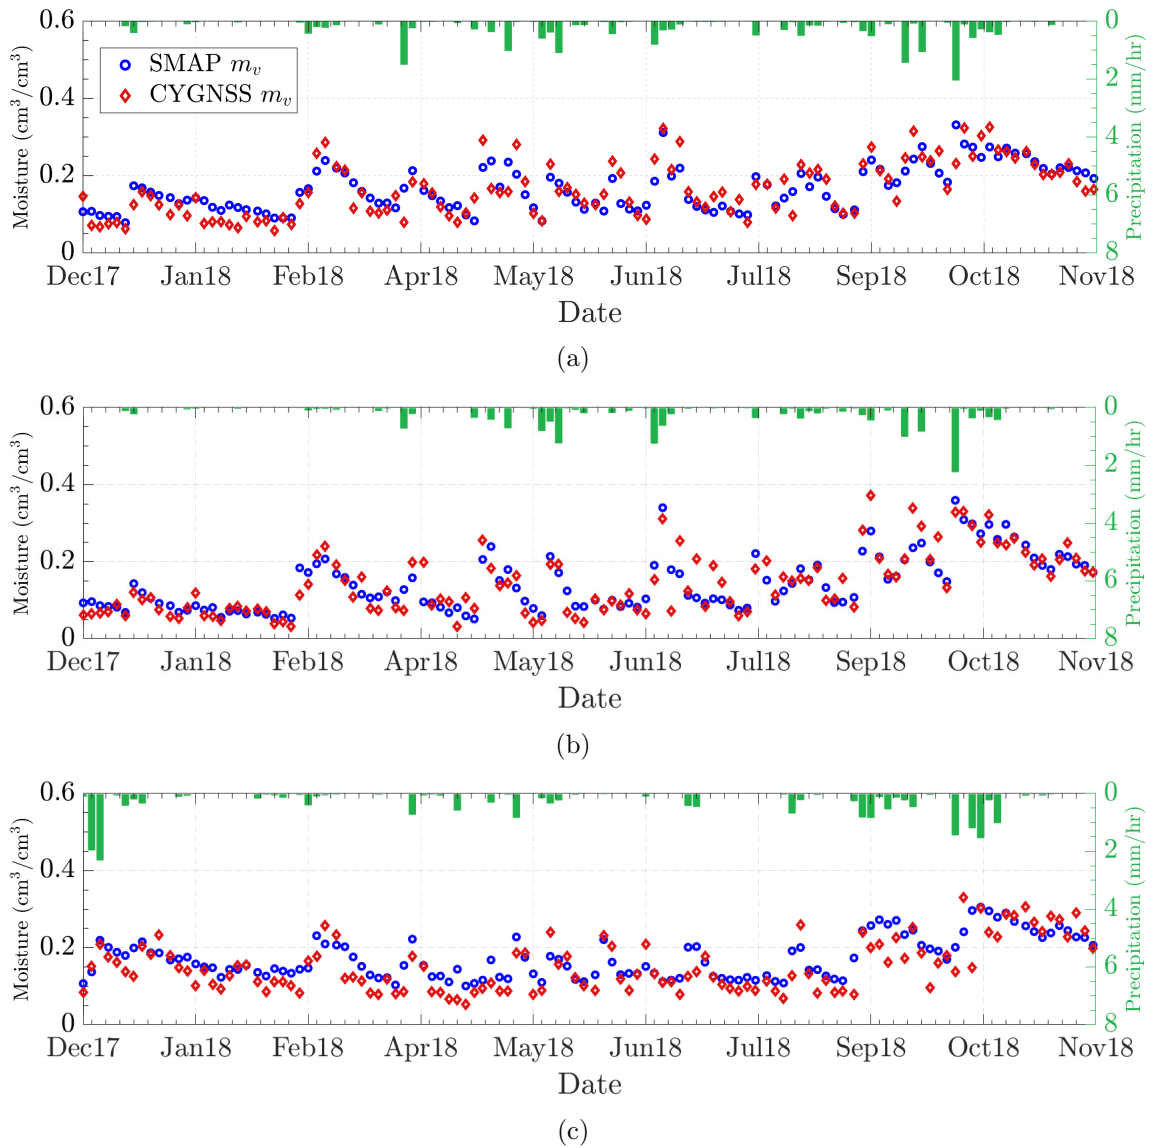 0.6
0.4
0.2
0
Moisture (cm³/cm³)
SMAP mᵥ
CYGNSS mᵥ
0
2
4
6
8
Precipitation (mm/hr)
Dec17 Jan18 Feb18 Apr18 May18 Jun18 Jul18 Sep18 Oct18 Nov18
Date
(a)
0.6
0.4
0.2
0
Moisture (cm³/cm³)
0
2
4
6
8
Precipitation (mm/hr)
Dec17 Jan18 Feb18 Apr18 May18 Jun18 Jul18 Sep18 Oct18 Nov18
Date
(b)
0.6
0.4
0.2
0
Moisture (cm³/cm³)
0
2
4
6
8
Precipitation (mm/hr)
Dec17 Jan18 Feb18 Apr18 May18 Jun18 Jul18 Sep18 Oct18 Nov18
Date
(c)